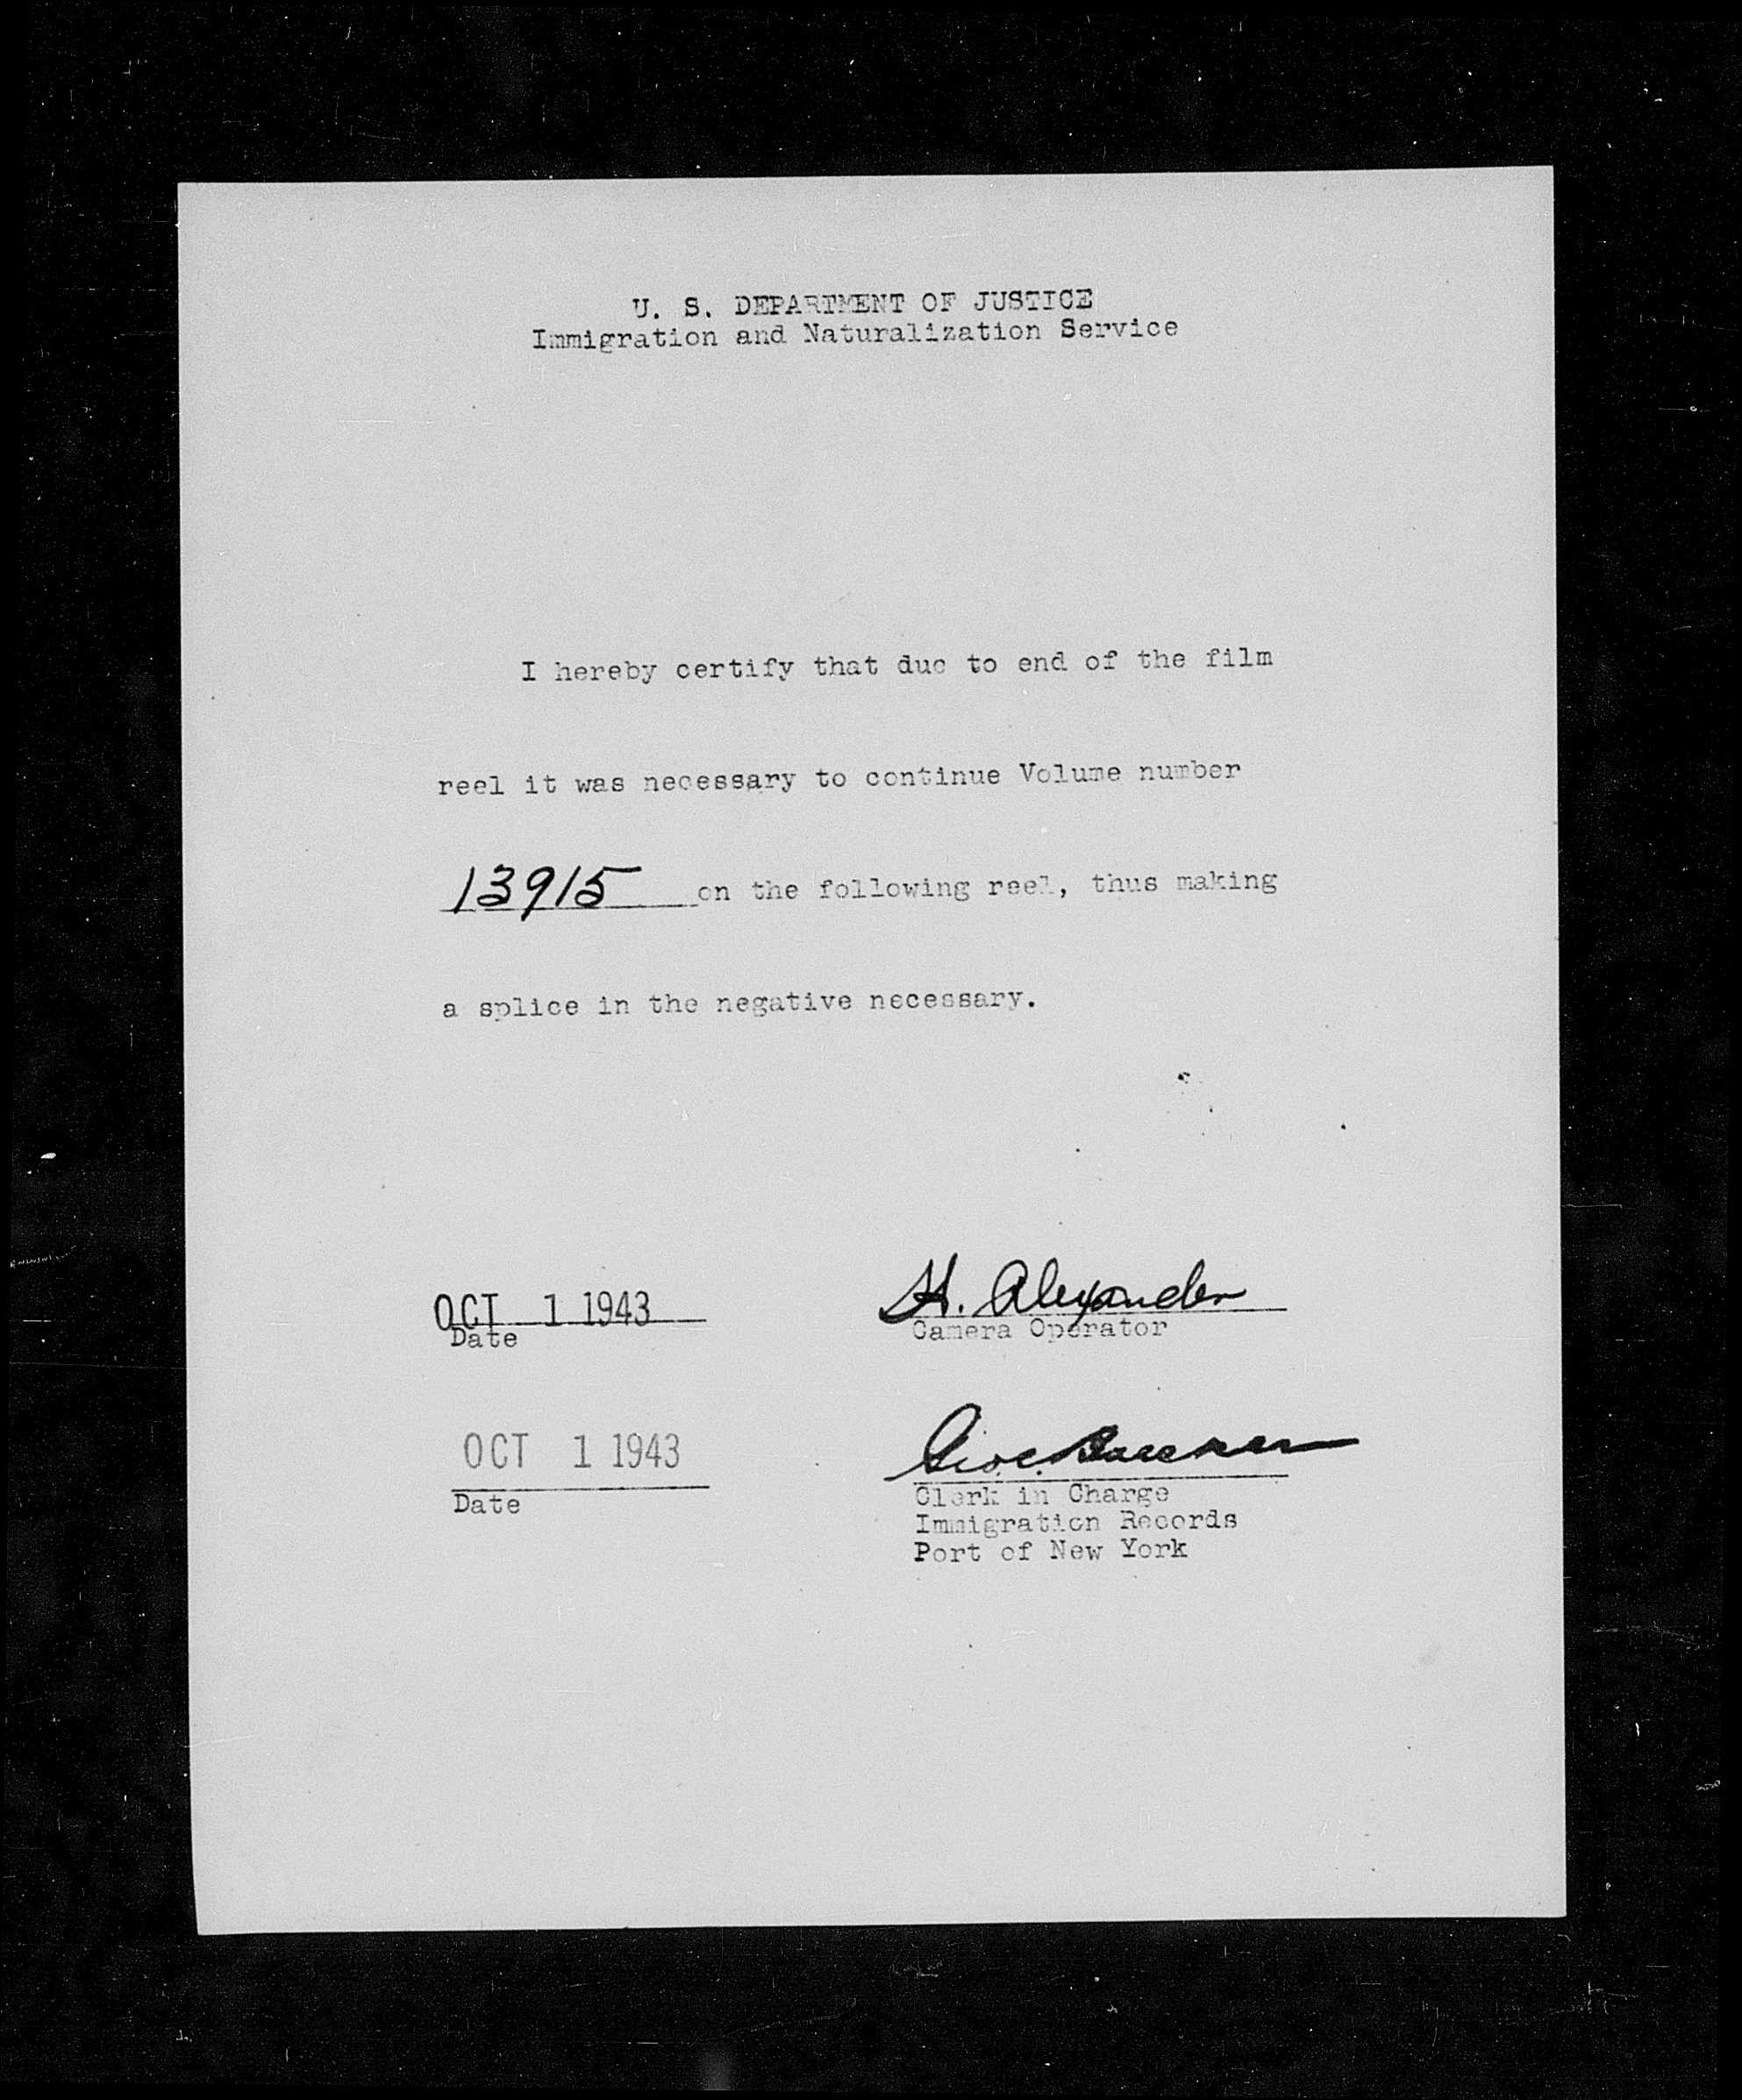 U. S. DEPARTMENT OF JUSTICE
Immigration and Naturalization Service
I hereby certify that due to end of the film
reel it was necessary to continue Volume number
13915 on the following reel, thus making
a splice in the negative necessary.
OCT 1 1943
Date
H. Alexander
Camera Operator
OCT 1 1943
Date
Clerk in Charge
Immigration Records
Port of New York